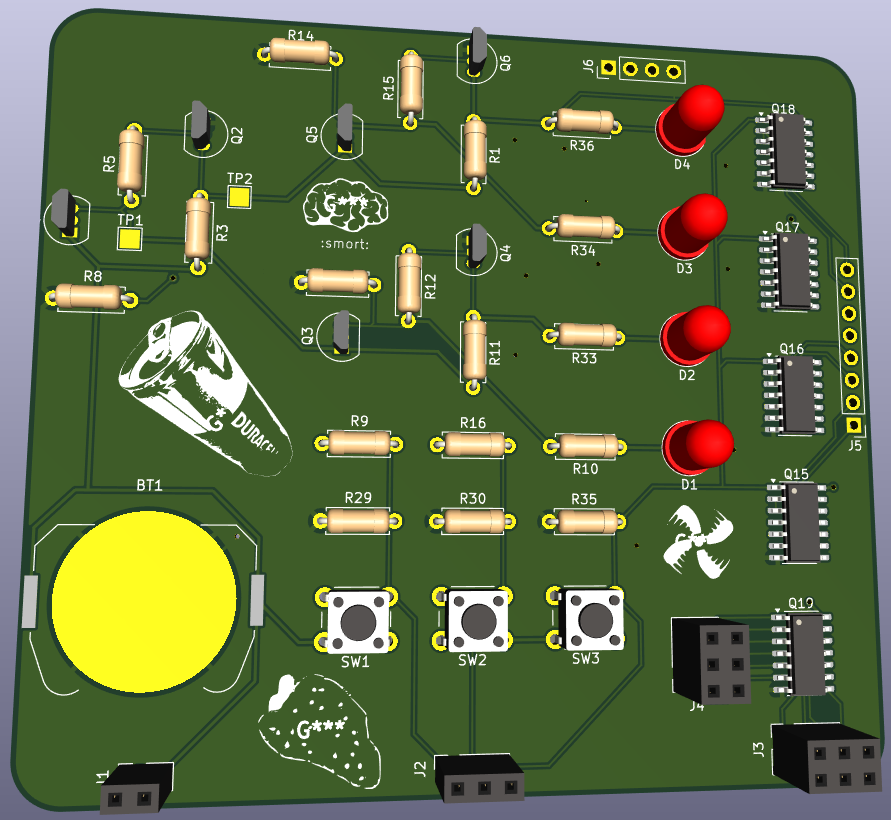 R14
Q6
J6
R15
Q18
Q2
Q5
R36
R1
D4
R5
TP2
G***
TP1
R3
:smort:
Q4
R34
D3
Q17
R8
R12
Q3
R11
R33
D2
Q16
G*
DURACELL
R9
R16
R10
D1
J5
Q15
BT1
R29
R30
R35
SW1
SW2
SW3
Q19
J4
G***
J2
J3